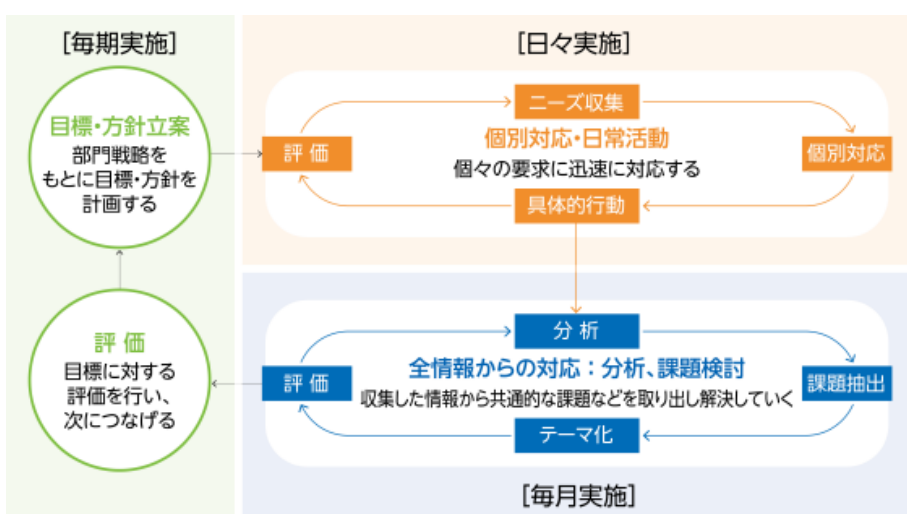 [毎期実施]
目標・方針立案
部門戦略を
もとに目標・方針を
計画する
評価
目標に対する
評価を行い、
次につなげる
[日々実施]
ニーズ収集
評価
個別対応・日常活動
個々の要求に迅速に対応する
個別対応
具体的行動
分析
評価
全情報からの対応：分析、課題検討
収集した情報から共通的な課題などを取り出し解決していく
課題抽出
テーマ化
[毎月実施]